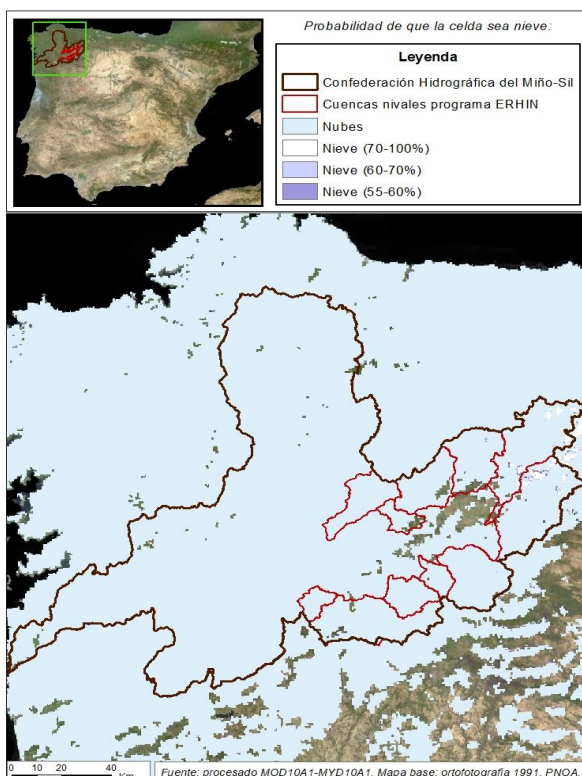 Probabilidad de que la celda sea nieve:
Leyenda
Confederación Hidrográfica del Miño-Sil
Cuencas nivales programa ERHIN
Nubes
Nieve (70-100%)
Nieve (60-70%)
Nieve (55-60%)
0 10 20 40
Km
Fuente: procesado MOD10A1-MYD10A1. Mapa base: ortofotografía 1991, PNOA